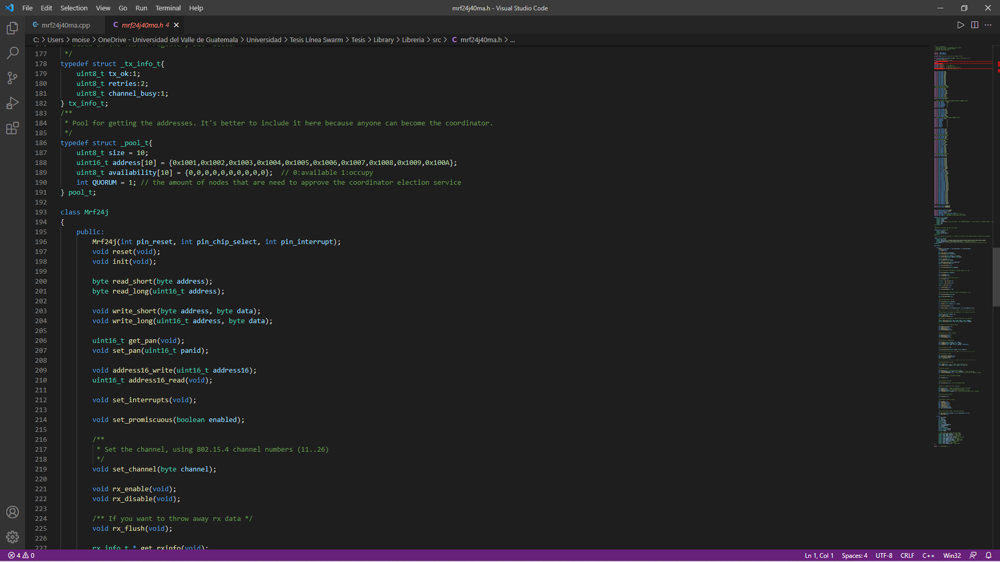 File Edit Selection View Go Run Terminal Help
mrf24j40ma.h - Visual Studio Code
mrf24j40ma.cpp
mrf24j40ma.h 4
C: > Users > moise > OneDrive - Universidad del Valle de Guatemala > Universidad > Tesis Línea Swarm > Tesis > Library > Libreria > src > C mrf24j40ma.h > ...
177 */
178 typedef struct _tx_info_t{
179 uint8_t tx_ok:1;
180 uint8_t retries:2;
181 uint8_t channel_busy:1;
182 } tx_info_t;
183 /**
184 * Pool for getting the addresses. It's better to include it here because anyone can become the coordinator.
185 */
186 typedef struct _pool_t{
187 uint8_t size = 10;
188 uint16_t address[10] = {0x1001,0x1002,0x1003,0x1004,0x1005,0x1006,0x1007,0x1008,0x1009,0x100A};
189 uint8_t availability[10] = {0,0,0,0,0,0,0,0,0,0};  // 0:available 1:occupy
190 int QUORUM = 1; // the amount of nodes that are need to approve the coordinator election service
191 } pool_t;
192
193 class Mrf24j
194 {
195 public:
196 Mrf24j(int pin_reset, int pin_chip_select, int pin_interrupt);
197 void reset(void);
198 void init(void);
199
200 byte read_short(byte address);
201 byte read_long(uint16_t address);
202
203 void write_short(byte address, byte data);
204 void write_long(uint16_t address, byte data);
205
206 uint16_t get_pan(void);
207 void set_pan(uint16_t panid);
208
209 void address16_write(uint16_t address16);
210 uint16_t address16_read(void);
211
212 void set_interrupts(void);
213
214 void set_promiscuous(boolean enabled);
215
216 /**
217 * Set the channel, using 802.15.4 channel numbers (11..26)
218 */
219 void set_channel(byte channel);
220
221 void rx_enable(void);
222 void rx_disable(void);
223
224 /** If you want to throw away rx data */
225 void rx_flush(void);
226
227 rx_info_t * get_rxinfo(void);
4 0
Ln 1, Col 1 Spaces: 4 UTF-8 CRLF C++ Win32